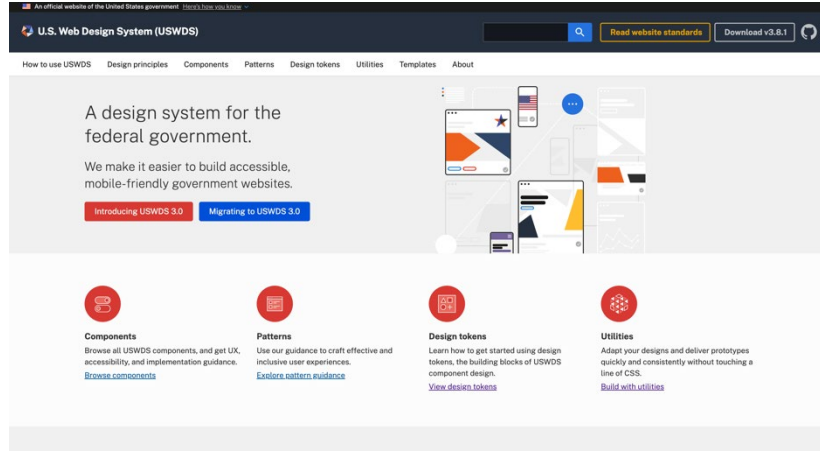 An official website of the United States government Here's how you know
U.S. Web Design System (USWDS)
Read website standards
Download v3.8.1
How to use USWDS Design principles Components Patterns Design tokens Utilities Templates About
A design system for the
federal government.
We make it easier to build accessible,
mobile-friendly government websites.
Introducing USWDS 3.0
Migrating to USWDS 3.0
Components
Browse all USWDS components, and get UX,
accessibility, and implementation guidance.
Browse components
Patterns
Use our guidance to craft effective and
inclusive user experiences.
Explore pattern guidance
Design tokens
Learn how to get started using design
tokens, the building blocks of USWDS
component design.
View design tokens
Utilities
Adapt your designs and deliver prototypes
quickly and consistently without touching a
line of CSS.
Build with utilities